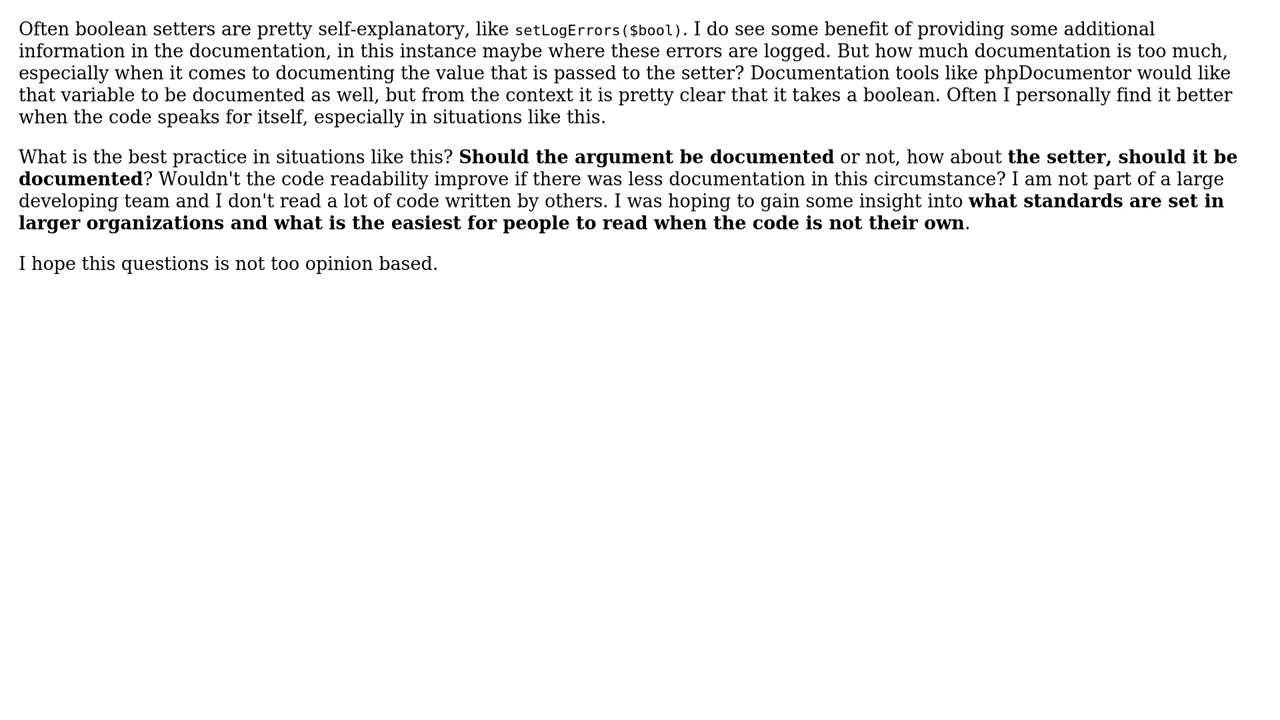 Often boolean setters are pretty self-explanatory, like setLogErrors($bool). I do see some benefit of providing some additional
information in the documentation, in this instance maybe where these errors are logged. But how much documentation is too much,
especially when it comes to documenting the value that is passed to the setter? Documentation tools like phpDocumentor would like
that variable to be documented as well, but from the context it is pretty clear that it takes a boolean. Often I personally find it better
when the code speaks for itself, especially in situations like this.
What is the best practice in situations like this? Should the argument be documented or not, how about the setter, should it be
documented? Wouldn't the code readability improve if there was less documentation in this circumstance? I am not part of a large
developing team and I don't read a lot of code written by others. I was hoping to gain some insight into what standards are set in
larger organizations and what is the easiest for people to read when the code is not their own.
I hope this questions is not too opinion based.